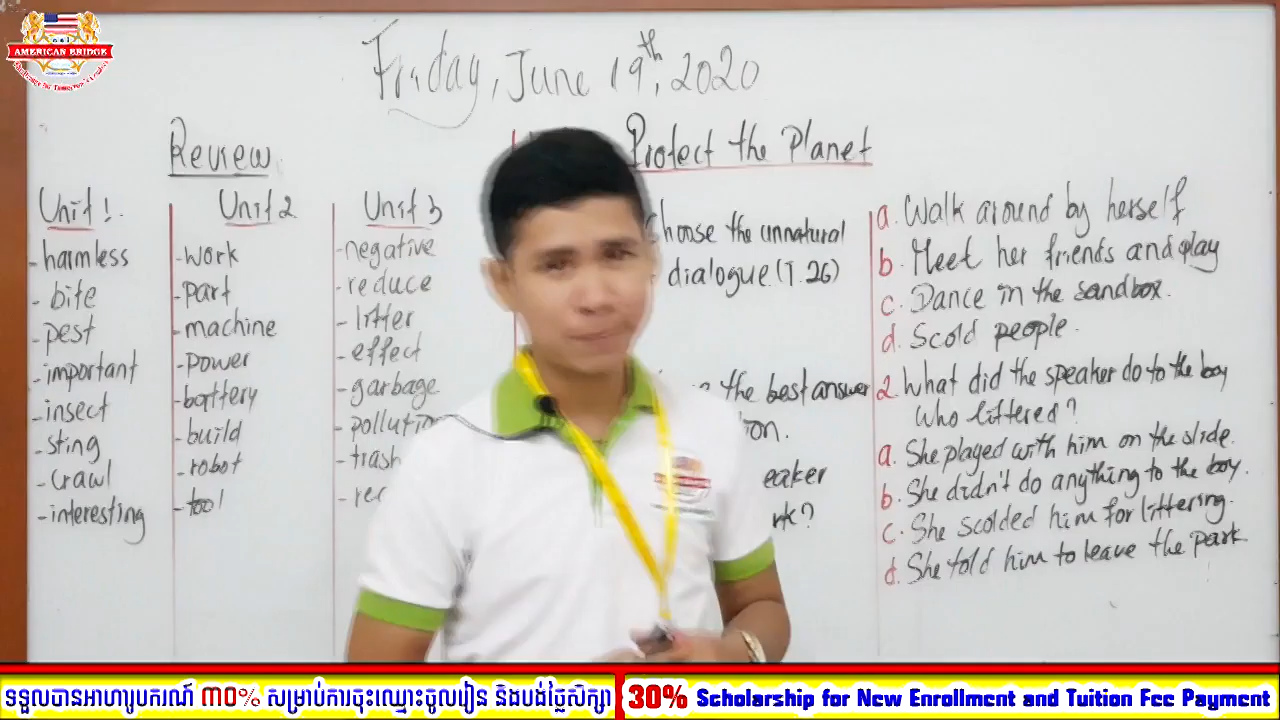 AMERICAN BRIDGE
Friday, June 19th, 2020
Review
Unit 1.
- harmless
- bite
- pest
- important
- insect
- sting
- crawl
- interesting
Unit 2
- work
- part
- machine
- power
- battery
- build
- robot
- tool
Unit 3
- negative
- reduce
- litter
- effect
- garbage
- trash
Protect the Planet
the unnatural
dialogue (T. 26)
the best answer
a. Walk around by herself
b. Meet her friends and play
c. Dance in the sandbox.
d. Scold people.
2. What did the speaker do to the boy
who littered?
a. She played with him on the slide.
b. She didn't do anything to the boy.
c. She scolded him for littering.
d. She told him to leave the park.
ទទួលបានអាហារូបករណ៍ ៣០% សម្រាប់ការចុះឈ្មោះចូលរៀន និងបង់ថ្លៃសិក្សា
30% Scholarship for New Enrollment and Tuition Fee Payment